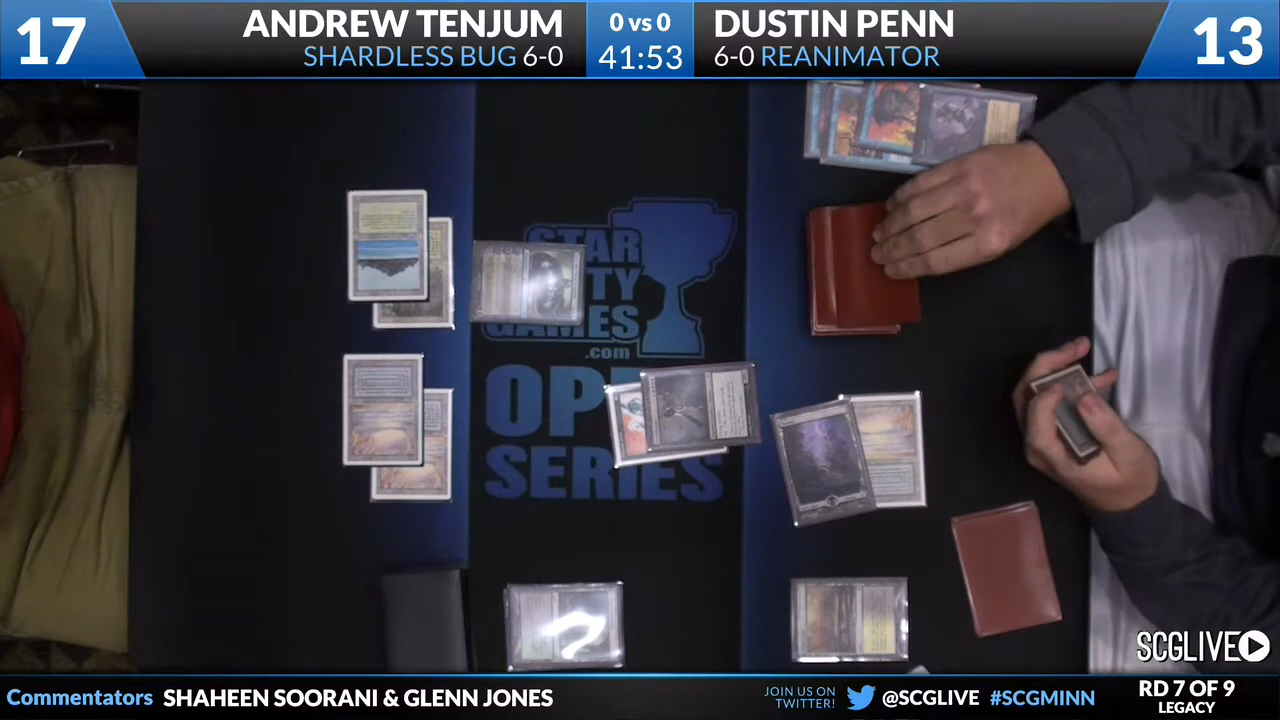 17
ANDREW TENJUM
SHARDLESS BUG 6-0
0 vs 0
41:53
DUSTIN PENN
6-0 REANIMATOR
13
STAR
CITY
GAMES
.com
OPEN
SERIES
SCGLIVE
Commentators SHAHEEN SOORANI & GLENN JONES
JOIN US ON
TWITTER!
@SCGLIVE #SCGMINN
RD 7 OF 9
LEGACY